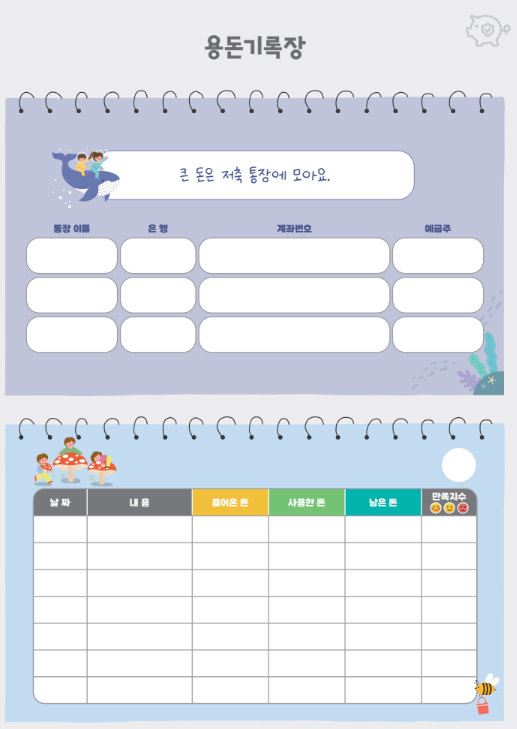 용돈기록장
큰 돈은 저축 통장에 모아요.
통장 이름 은 행 계좌번호 예금주
날 짜 내 용 들어온 돈 사용한 돈 남은 돈 만족지수